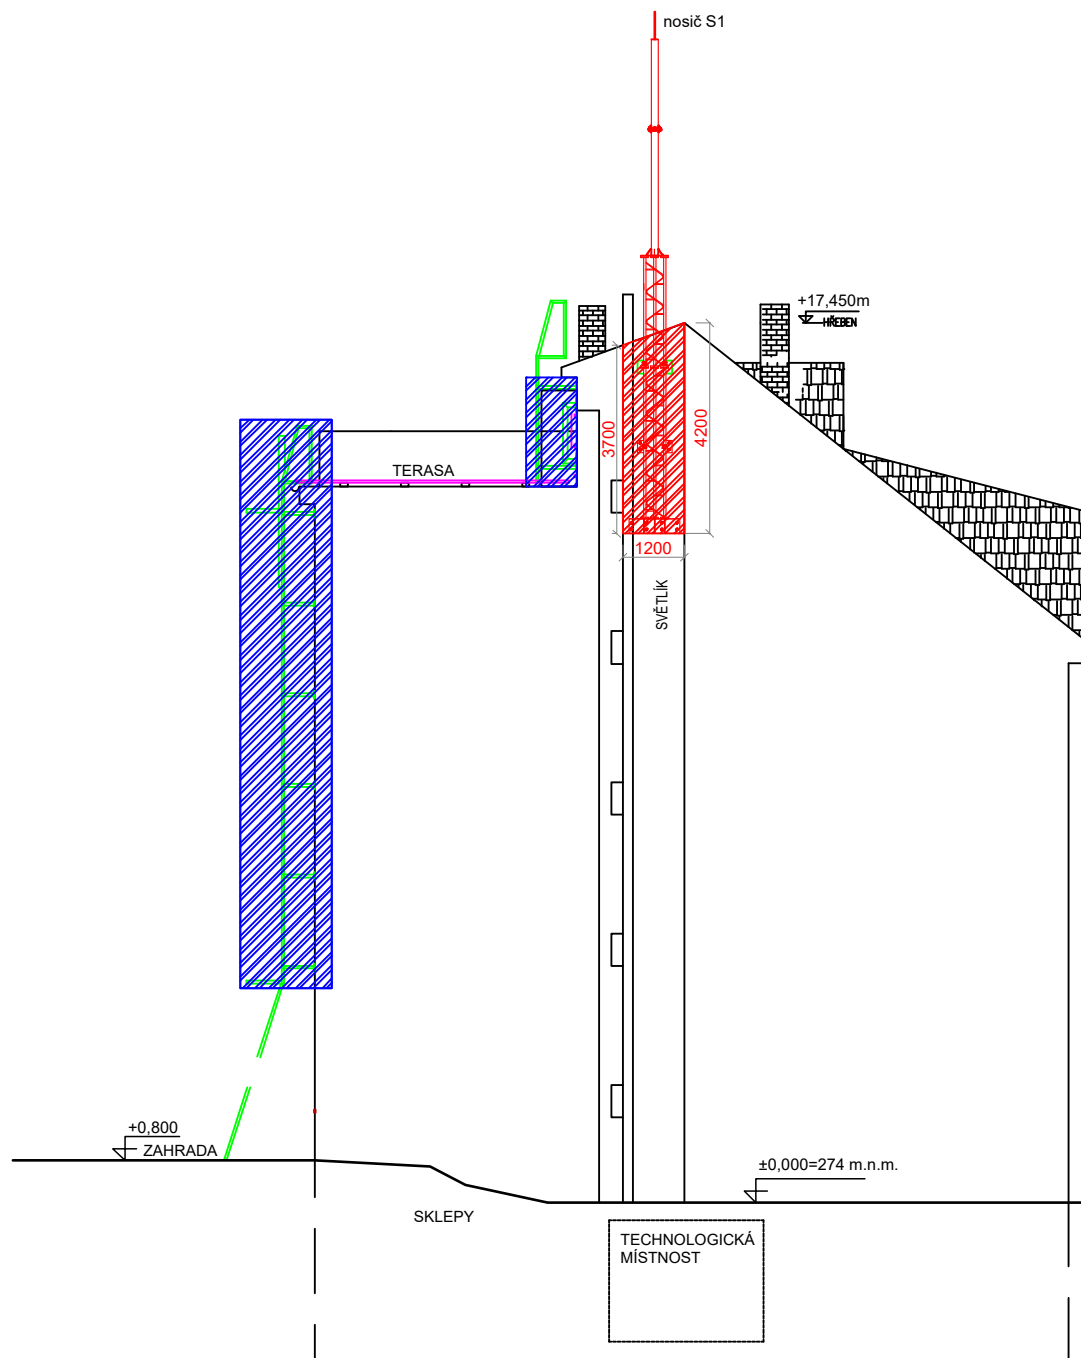 nosič S1
+17,450m
HŘEBEN
3700
4200
TERASA
1200
SVĚTLÍK
+0,800
ZAHRADA
±0,000=274 m.n.m.
SKLEPY
TECHNOLOGICKÁ
MÍSTNOST